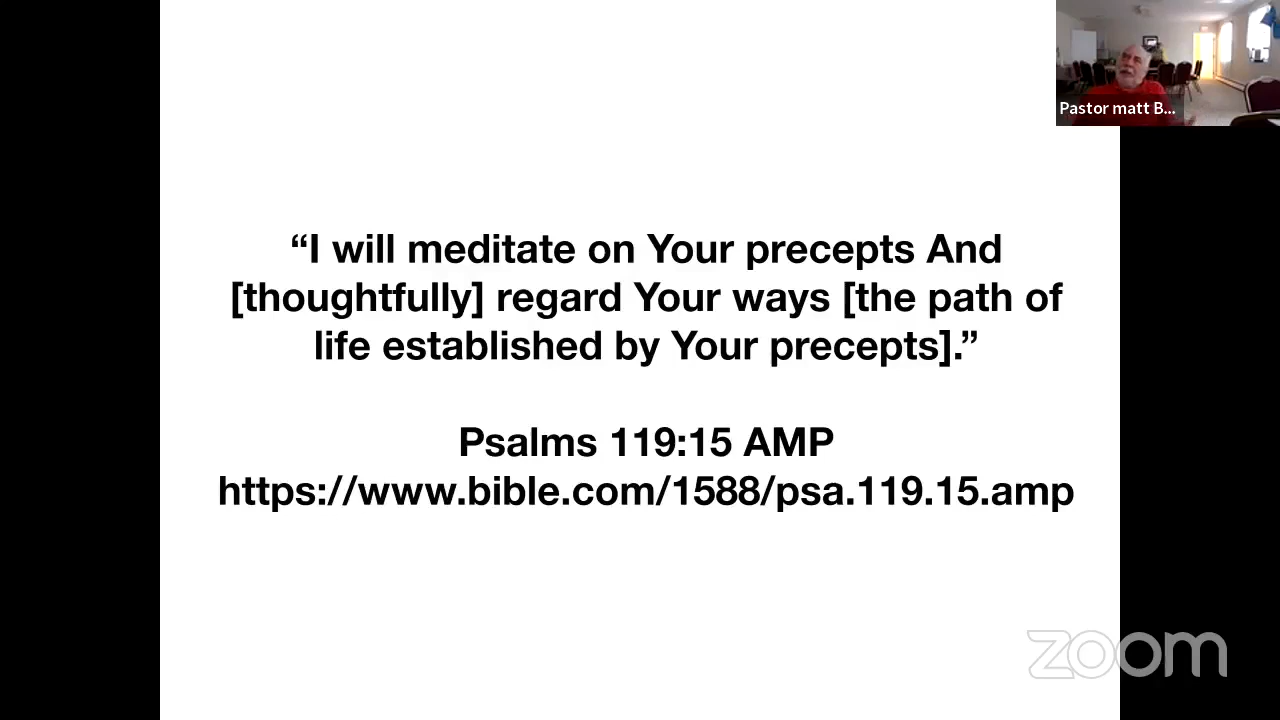 Pastor matt B...
“I will meditate on Your precepts And
[thoughtfully] regard Your ways [the path of
life established by Your precepts].”
Psalms 119:15 AMP
https://www.bible.com/1588/psa.119.15.amp
zoom